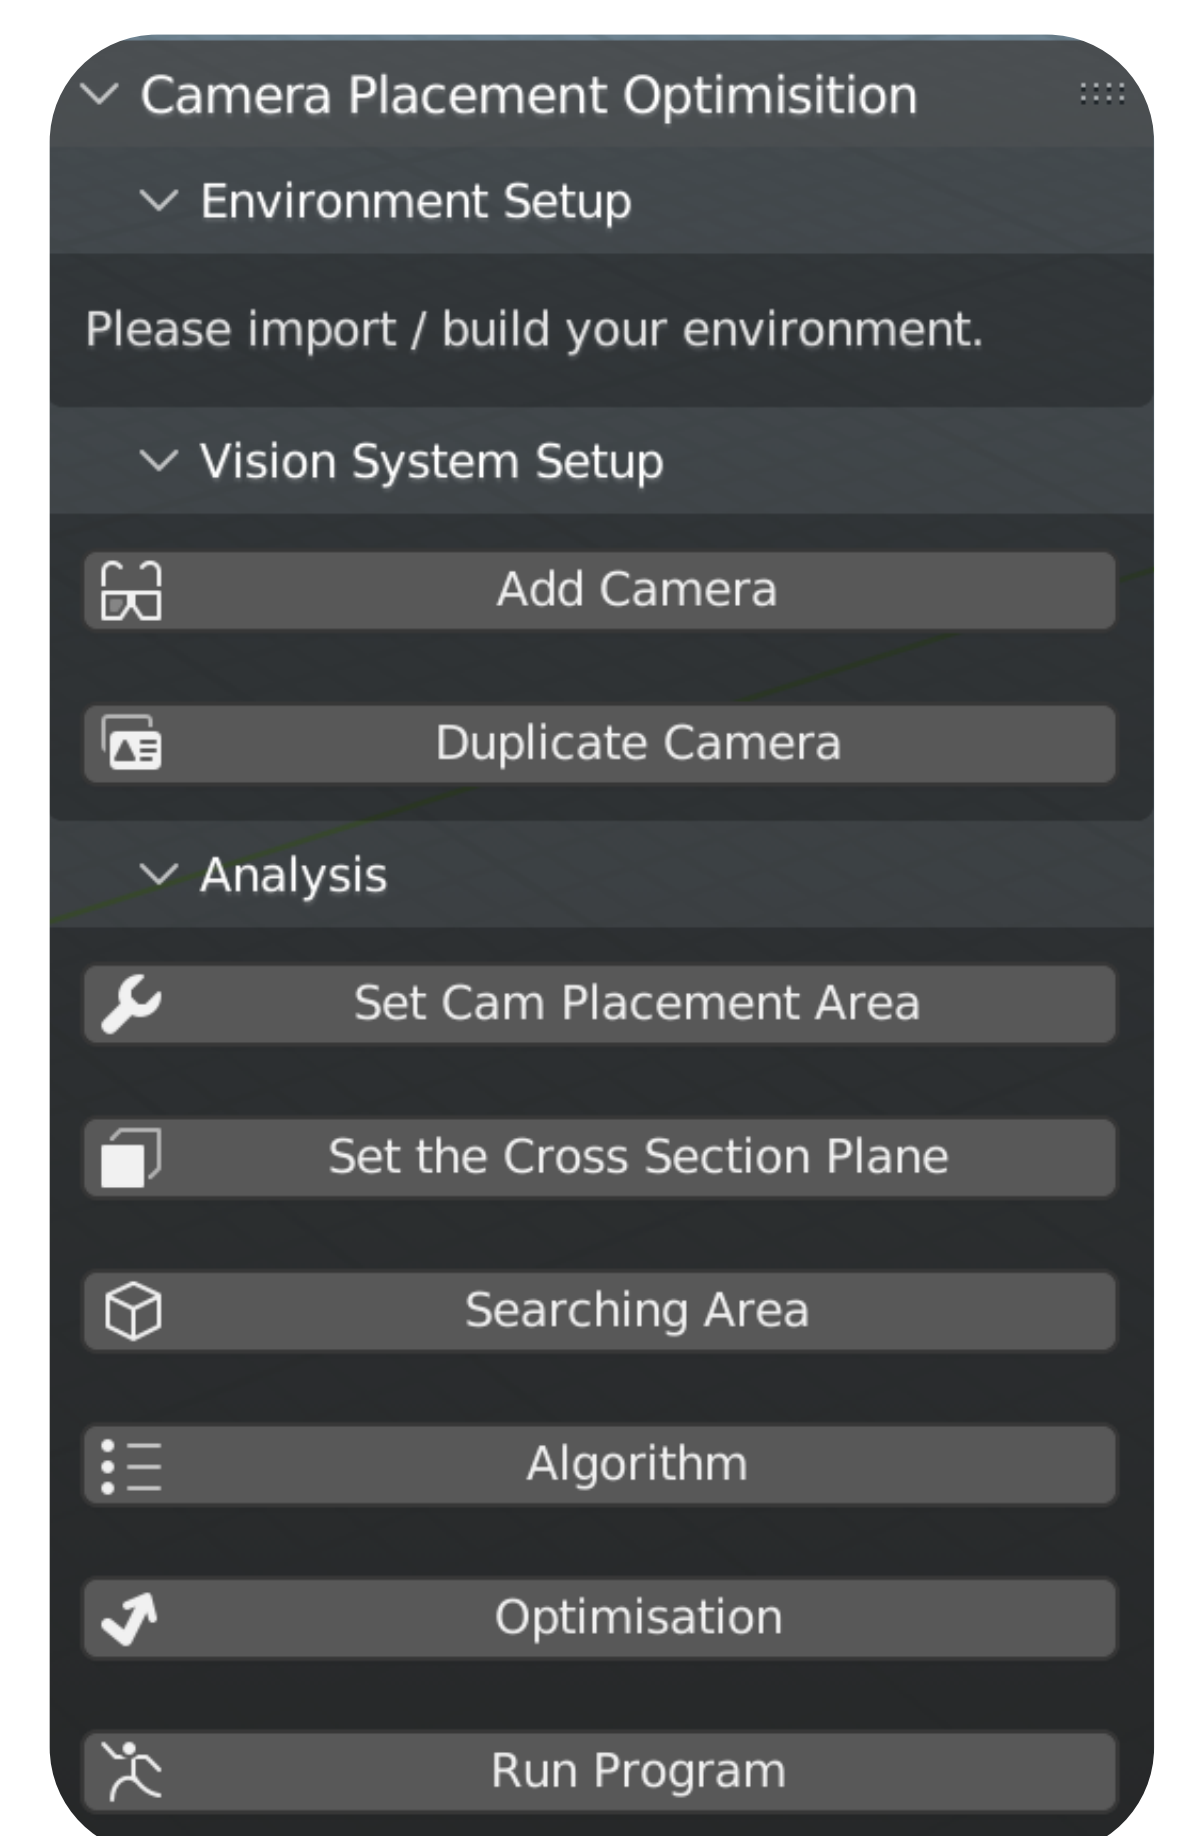 Camera Placement Optimisition
Environment Setup
Please import / build your environment.
Vision System Setup
Add Camera
Duplicate Camera
Analysis
Set Cam Placement Area
Set the Cross Section Plane
Searching Area
Algorithm
Optimisation
Run Program